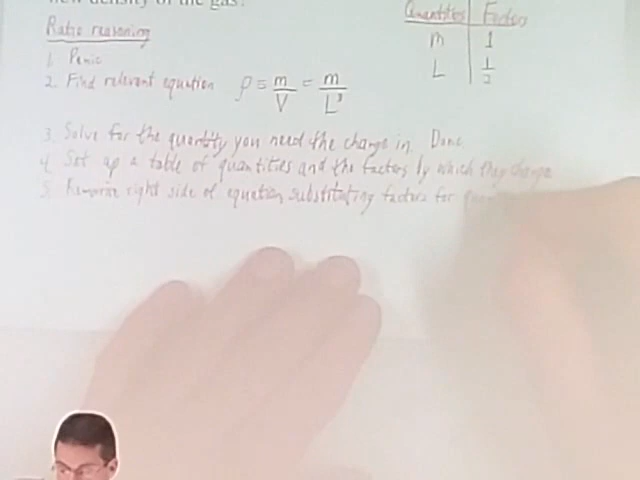 new density of the gas?
Quantities Factors
m 1
L 1/2
Ratio reasoning
1. Panic
2. Find relevant equation ρ ≡ m/V = m/L³
3. Solve for the quantity you need the change in. Done.
4. Set up a table of quantities and the factors by which they change
5. Rewrite right side of equation substituting factors for